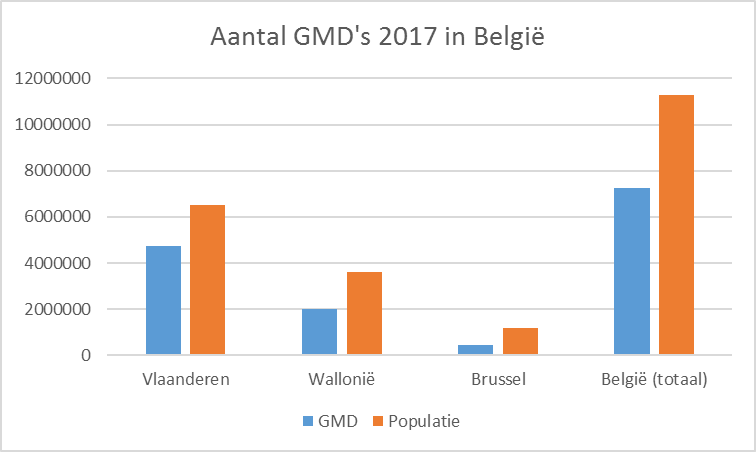 Aantal GMD's 2017 in België
12000000
10000000
8000000
6000000
4000000
2000000
0
Vlaanderen Wallonië Brussel België (totaal)
GMD Populatie